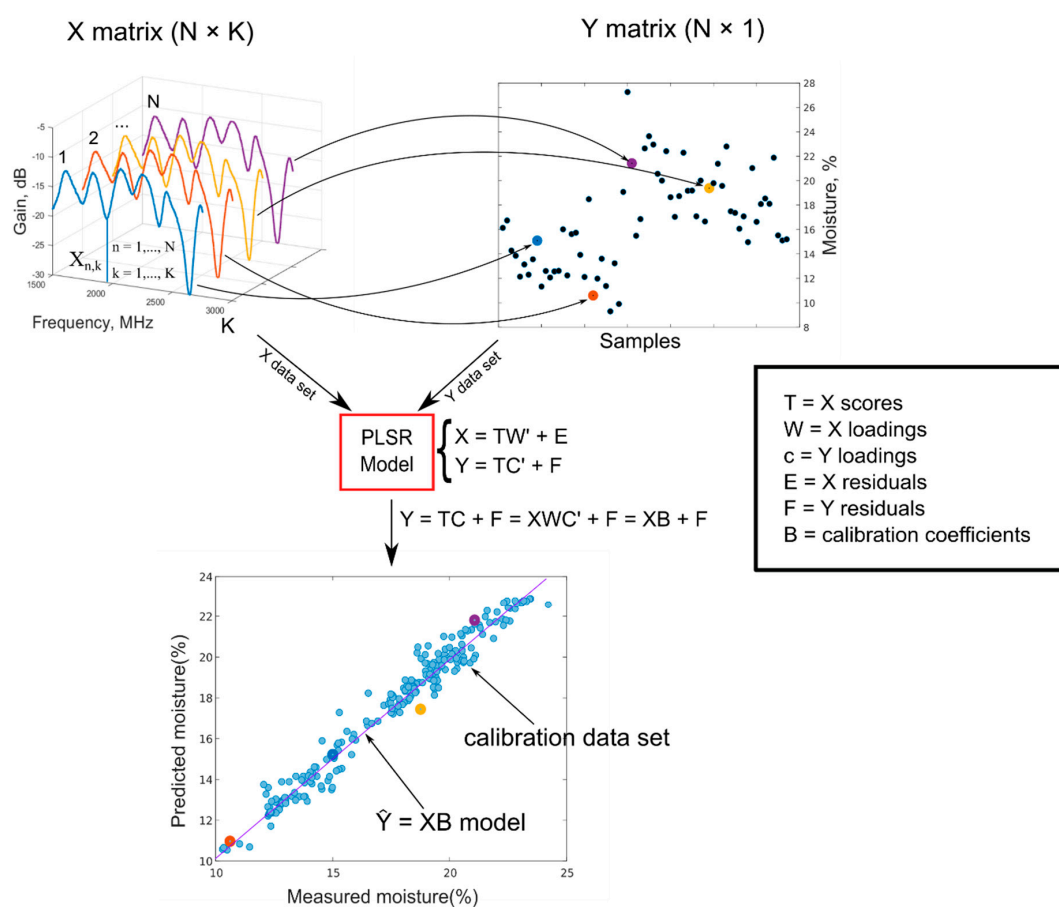 X matrix (N × K)
Y matrix (N × 1)
-5
-10
-15
-20
-25
-30
Gain, dB
1
2
...
N
X n,k
n = 1,..., N
k = 1,..., K
1500
2000
2500
3000
Frequency, MHz
K
28
26
24
22
20
18
16
14
12
10
8
Moisture, %
Samples
X data set
Y data set
PLSR
Model
{
X = TW' + E
Y = TC' + F
T = X scores
W = X loadings
c = Y loadings
E = X residuals
F = Y residuals
B = calibration coefficients
Y = TC + F = XWC' + F = XB + F
24
22
20
18
16
14
12
10
Predicted moisture(%)
calibration data set
Ŷ = XB model
10
15
20
25
Measured moisture(%)